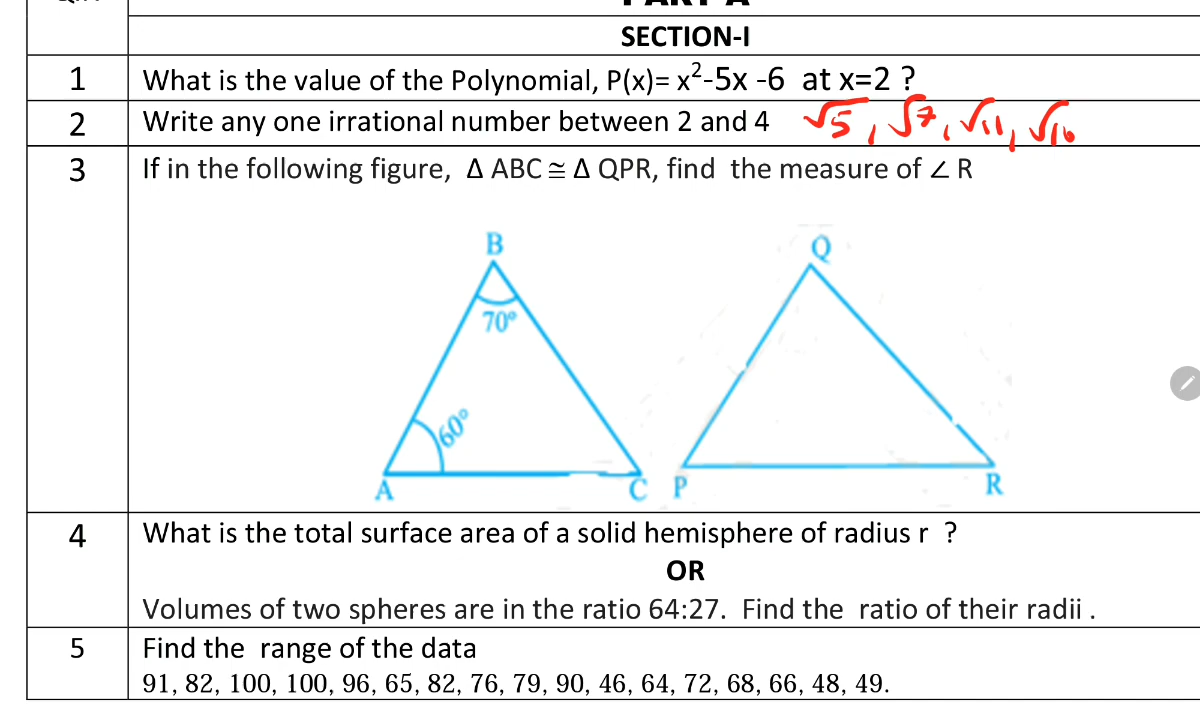 SECTION-I
1 What is the value of the Polynomial, P(x)= x²-5x -6 at x=2 ?
2 Write any one irrational number between 2 and 4 √5, √7, √11, √10
3 If in the following figure, Δ ABC ≅ Δ QPR, find the measure of ∠ R
B Q
70°
60°
A C P R
4 What is the total surface area of a solid hemisphere of radius r ?
OR
Volumes of two spheres are in the ratio 64:27. Find the ratio of their radii .
5 Find the range of the data
91, 82, 100, 100, 96, 65, 82, 76, 79, 90, 46, 64, 72, 68, 66, 48, 49.